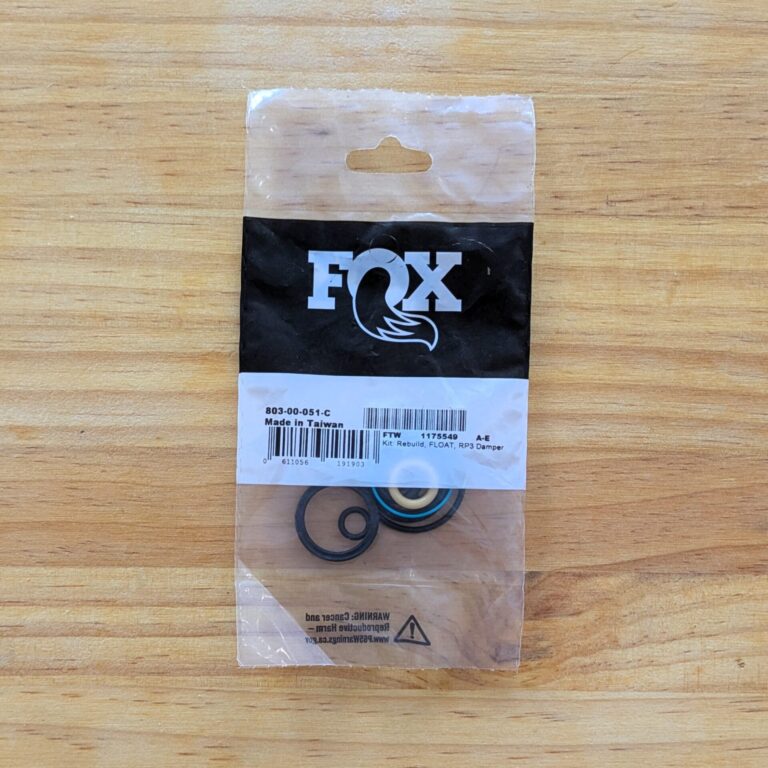 FOX
803-00-051-C
Made in Taiwan
FTW 1175549 A-E
Kit: Rebuild, FLOAT, RP3 Damper
0 611056 191903
WARNING: Cancer and
Reproductive Harm –
www.P65Warnings.ca.gov